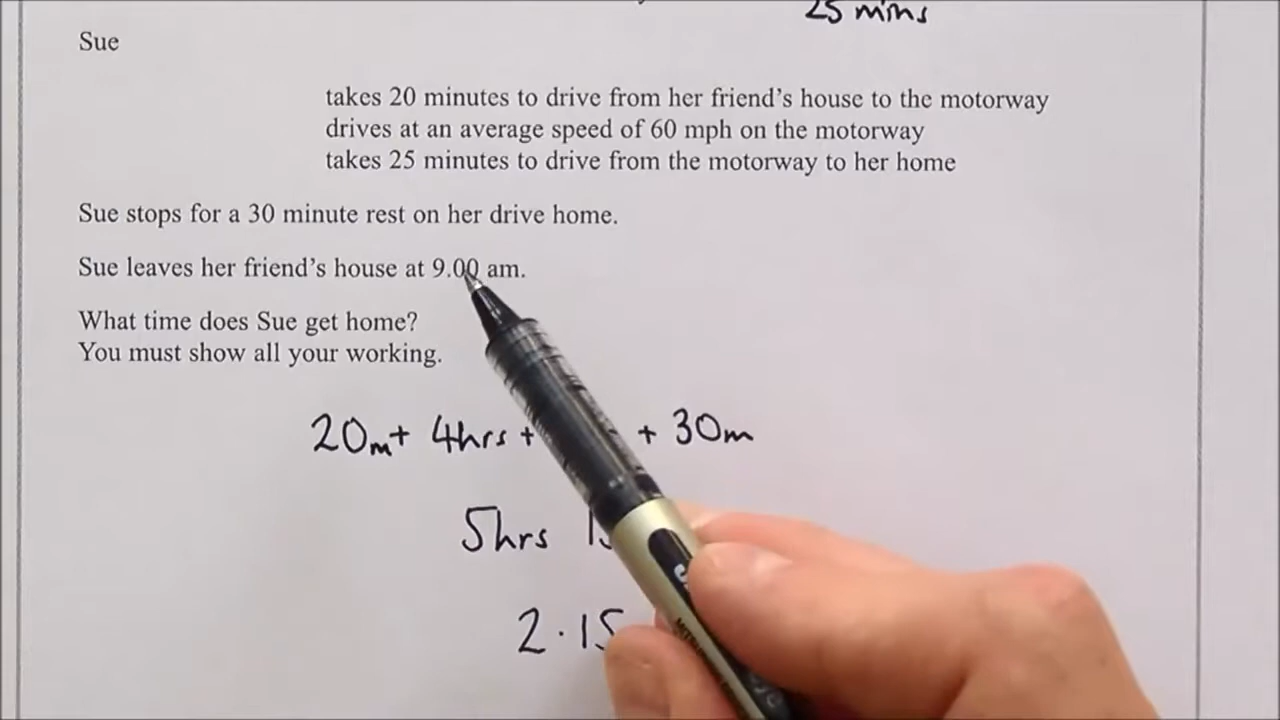 25 mins
Sue
takes 20 minutes to drive from her friend's house to the motorway
drives at an average speed of 60 mph on the motorway
takes 25 minutes to drive from the motorway to her home
Sue stops for a 30 minute rest on her drive home.
Sue leaves her friend's house at 9.00 am.
What time does Sue get home?
You must show all your working.
20m + 4hrs + + 30m
5hrs
2.15